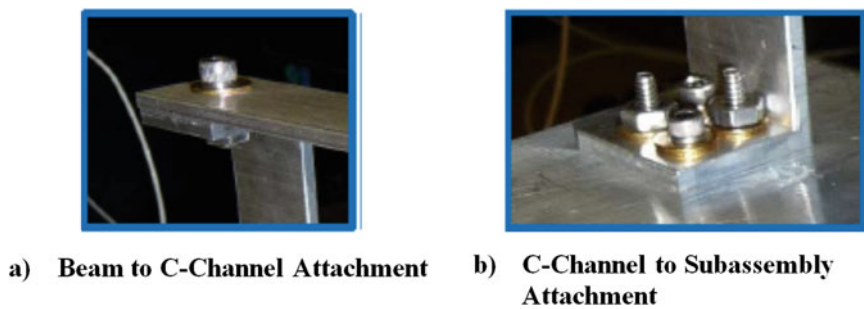 a) Beam to C-Channel Attachment
b) C-Channel to Subassembly
Attachment